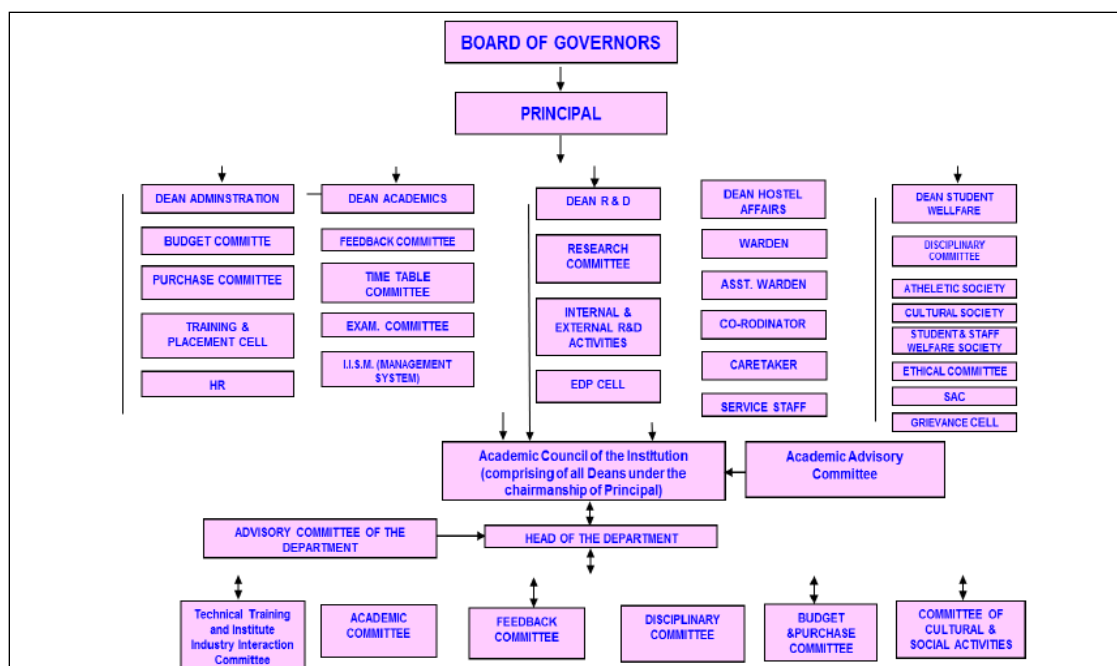 BOARD OF GOVERNORS
PRINCIPAL
DEAN ADMINSTRATION
BUDGET COMMITTE
PURCHASE COMMITTEE
TRAINING &
PLACEMENT CELL
HR
DEAN ACADEMICS
FEEDBACK COMMITTEE
TIME TABLE
COMMITTEE
EXAM. COMMITTEE
I.I.S.M. (MANAGEMENT
SYSTEM)
DEAN R & D
RESEARCH
COMMITTEE
INTERNAL &
EXTERNAL R&D
ACTIVITIES
EDP CELL
DEAN HOSTEL
AFFAIRS
WARDEN
ASST. WARDEN
CO-RODINATOR
CARETAKER
SERVICE STAFF
DEAN STUDENT
WELLFARE
DISCIPLINARY
COMMITTEE
ATHELETIC SOCIETY
CULTURAL SOCIETY
STUDENT & STAFF
WELFARE SOCIETY
ETHICAL COMMITTEE
SAC
GRIEVANCE CELL
Academic Council of the Institution
(comprising of all Deans under the
chairmanship of Principal)
Academic Advisory
Committee
ADVISORY COMMITTEE OF THE
DEPARTMENT
HEAD OF THE DEPARTMENT
Technical Training
and Institute
Industry Interaction
Committee
ACADEMIC
COMMITTEE
FEEDBACK
COMMITTEE
DISCIPLINARY
COMMITTEE
BUDGET
&PURCHASE
COMMITTEE
COMMITTEE OF
CULTURAL &
SOCIAL ACTIVITIES